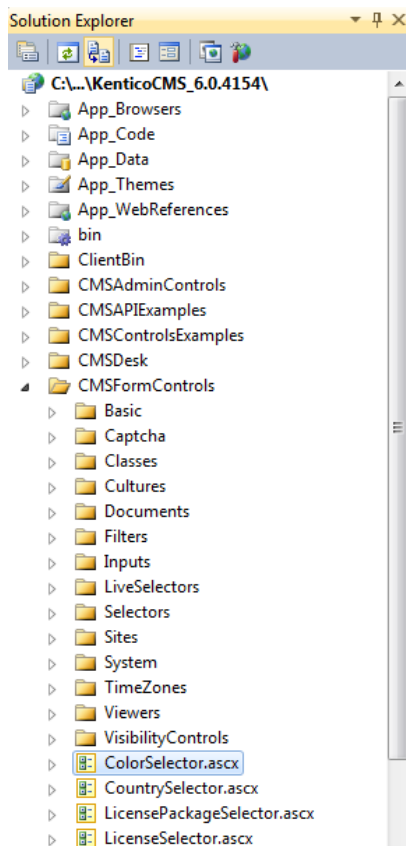 Solution Explorer
C:\...\KenticoCMS_6.0.4154\
App_Browsers
App_Code
App_Data
App_Themes
App_WebReferences
bin
ClientBin
CMSAdminControls
CMSAPIExamples
CMSControlsExamples
CMSDesk
CMSFormControls
Basic
Captcha
Classes
Cultures
Documents
Filters
Inputs
LiveSelectors
Selectors
Sites
System
TimeZones
Viewers
VisibilityControls
ColorSelector.ascx
CountrySelector.ascx
LicensePackageSelector.ascx
LicenseSelector.ascx